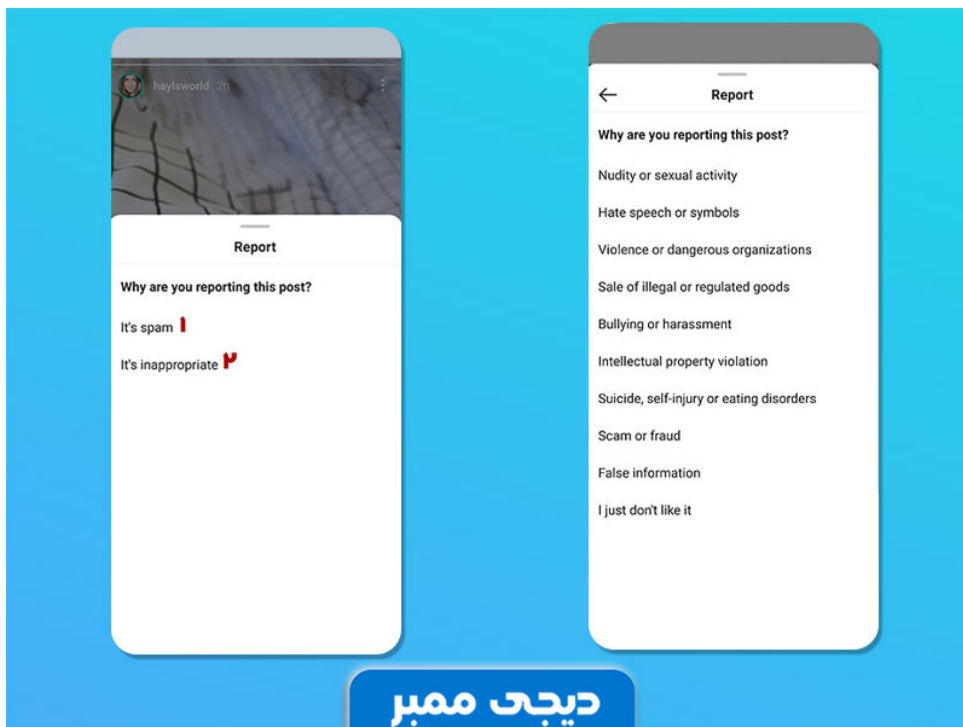 haylsworld 2h
Report
Why are you reporting this post?
It's spam ۱
It's inappropriate ۲
Report
Why are you reporting this post?
Nudity or sexual activity
Hate speech or symbols
Violence or dangerous organizations
Sale of illegal or regulated goods
Bullying or harassment
Intellectual property violation
Suicide, self-injury or eating disorders
Scam or fraud
False information
I just don't like it
دیجی ممبر